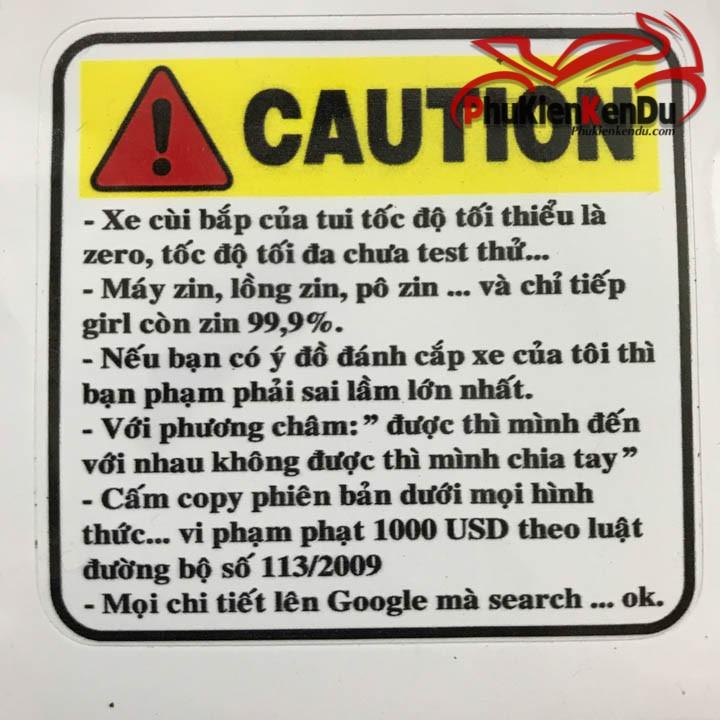 PhuKienKenDu
Phukienkendu.com
CAUTION
- Xe cùi bắp của tui tốc độ tối thiểu là
zero, tốc độ tối đa chưa test thử...
- Máy zin, lồng zin, pô zin ... và chỉ tiếp
girl còn zin 99,9%.
- Nếu bạn có ý đồ đánh cắp xe của tôi thì
bạn phạm phải sai lầm lớn nhất.
- Với phương châm:” được thì mình đến
với nhau không được thì mình chia tay”
- Cấm copy phiên bản dưới mọi hình
thức... vi phạm phạt 1000 USD theo luật
đường bộ số 113/2009
- Mọi chi tiết lên Google mà search ... ok.